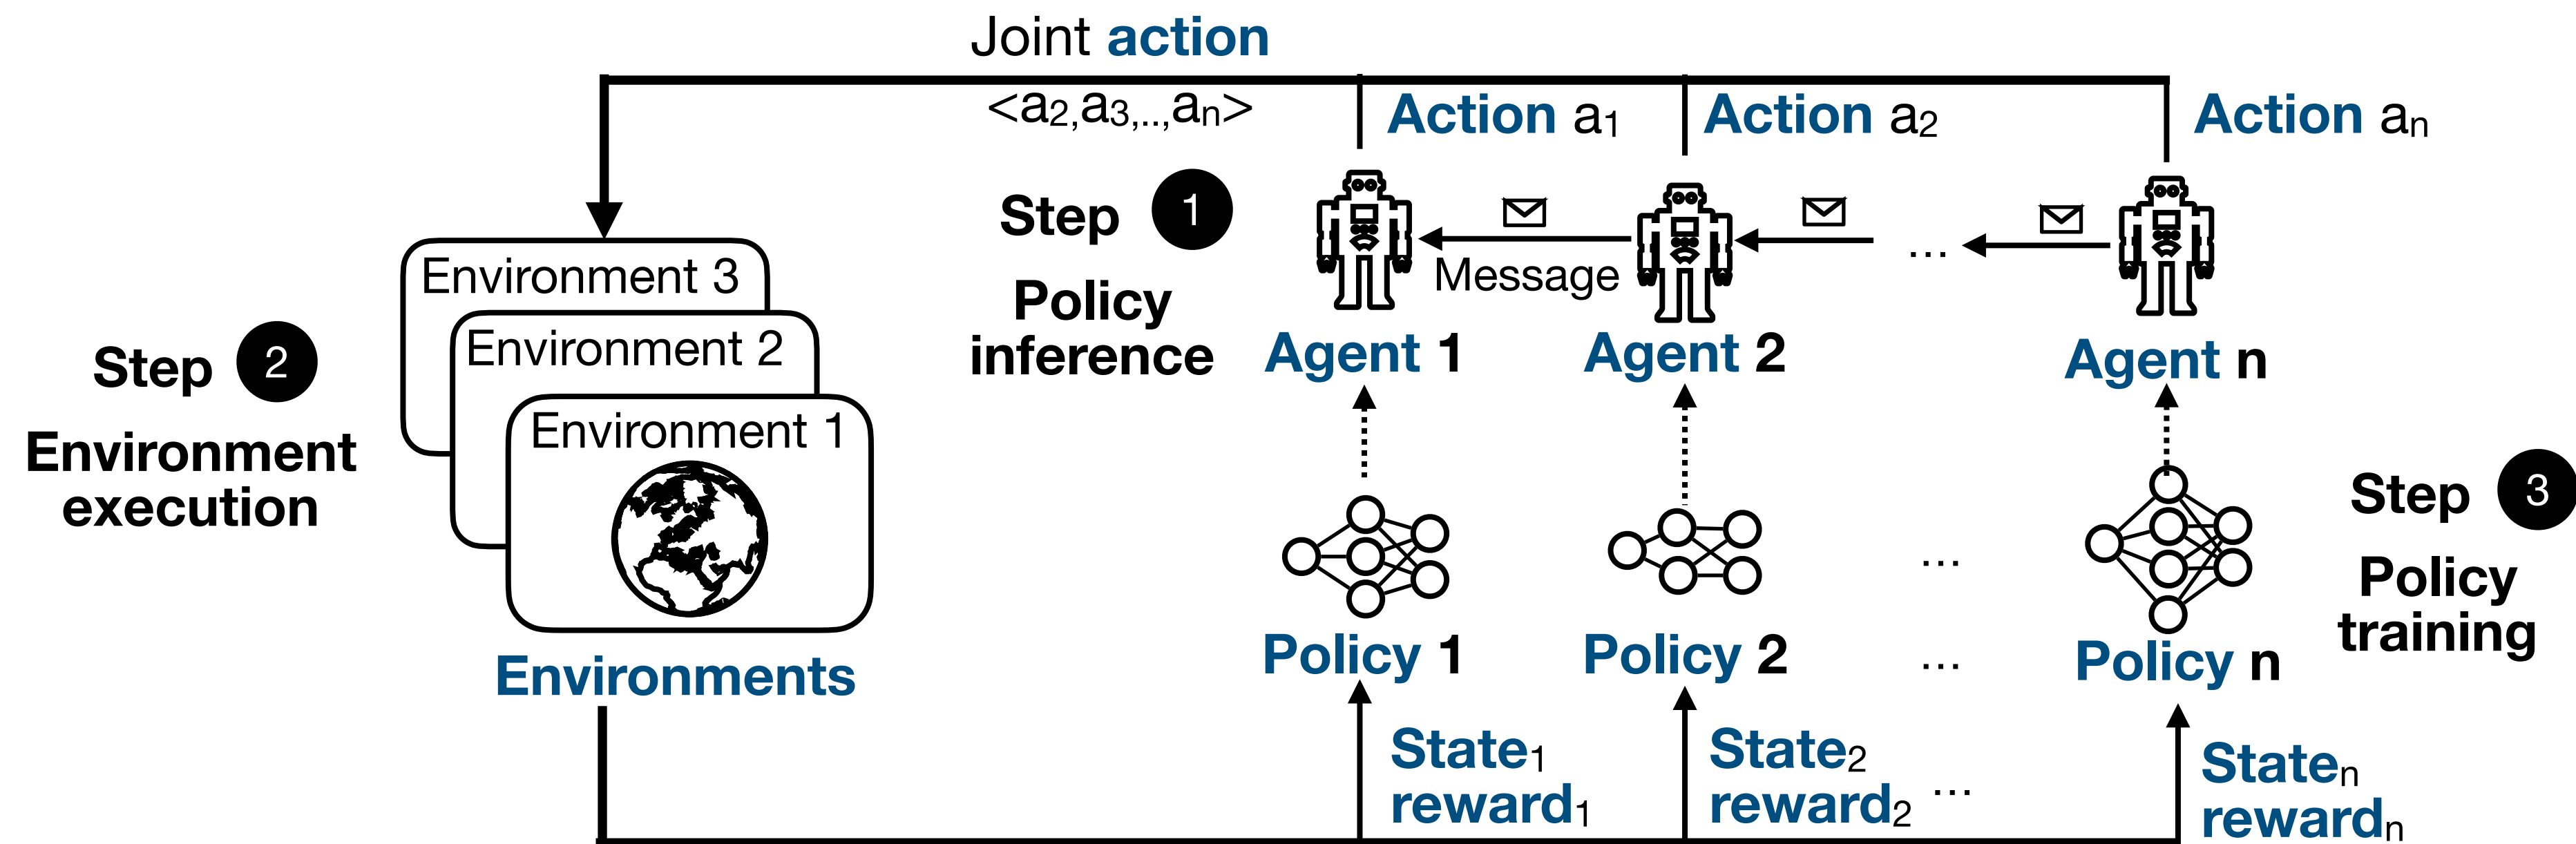 Joint action
<a2,a3,..,an>
Action a1
Action a2
Action an
Step 1
Policy
inference
Message
...
Agent 1
Agent 2
Agent n
Environment 3
Environment 2
Environment 1
Step 2
Environment
execution
Environments
...
Step 3
Policy
training
Policy 1
Policy 2
...
Policy n
State1
reward1
State2
reward2
...
Staten
rewardn